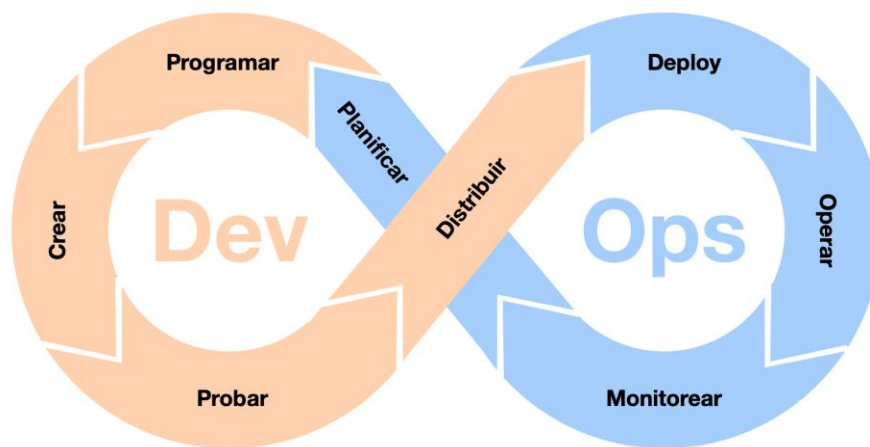 Programar
Planificar
Crear
Dev
Probar
Distribuir
Deploy
Operar
Ops
Monitorear